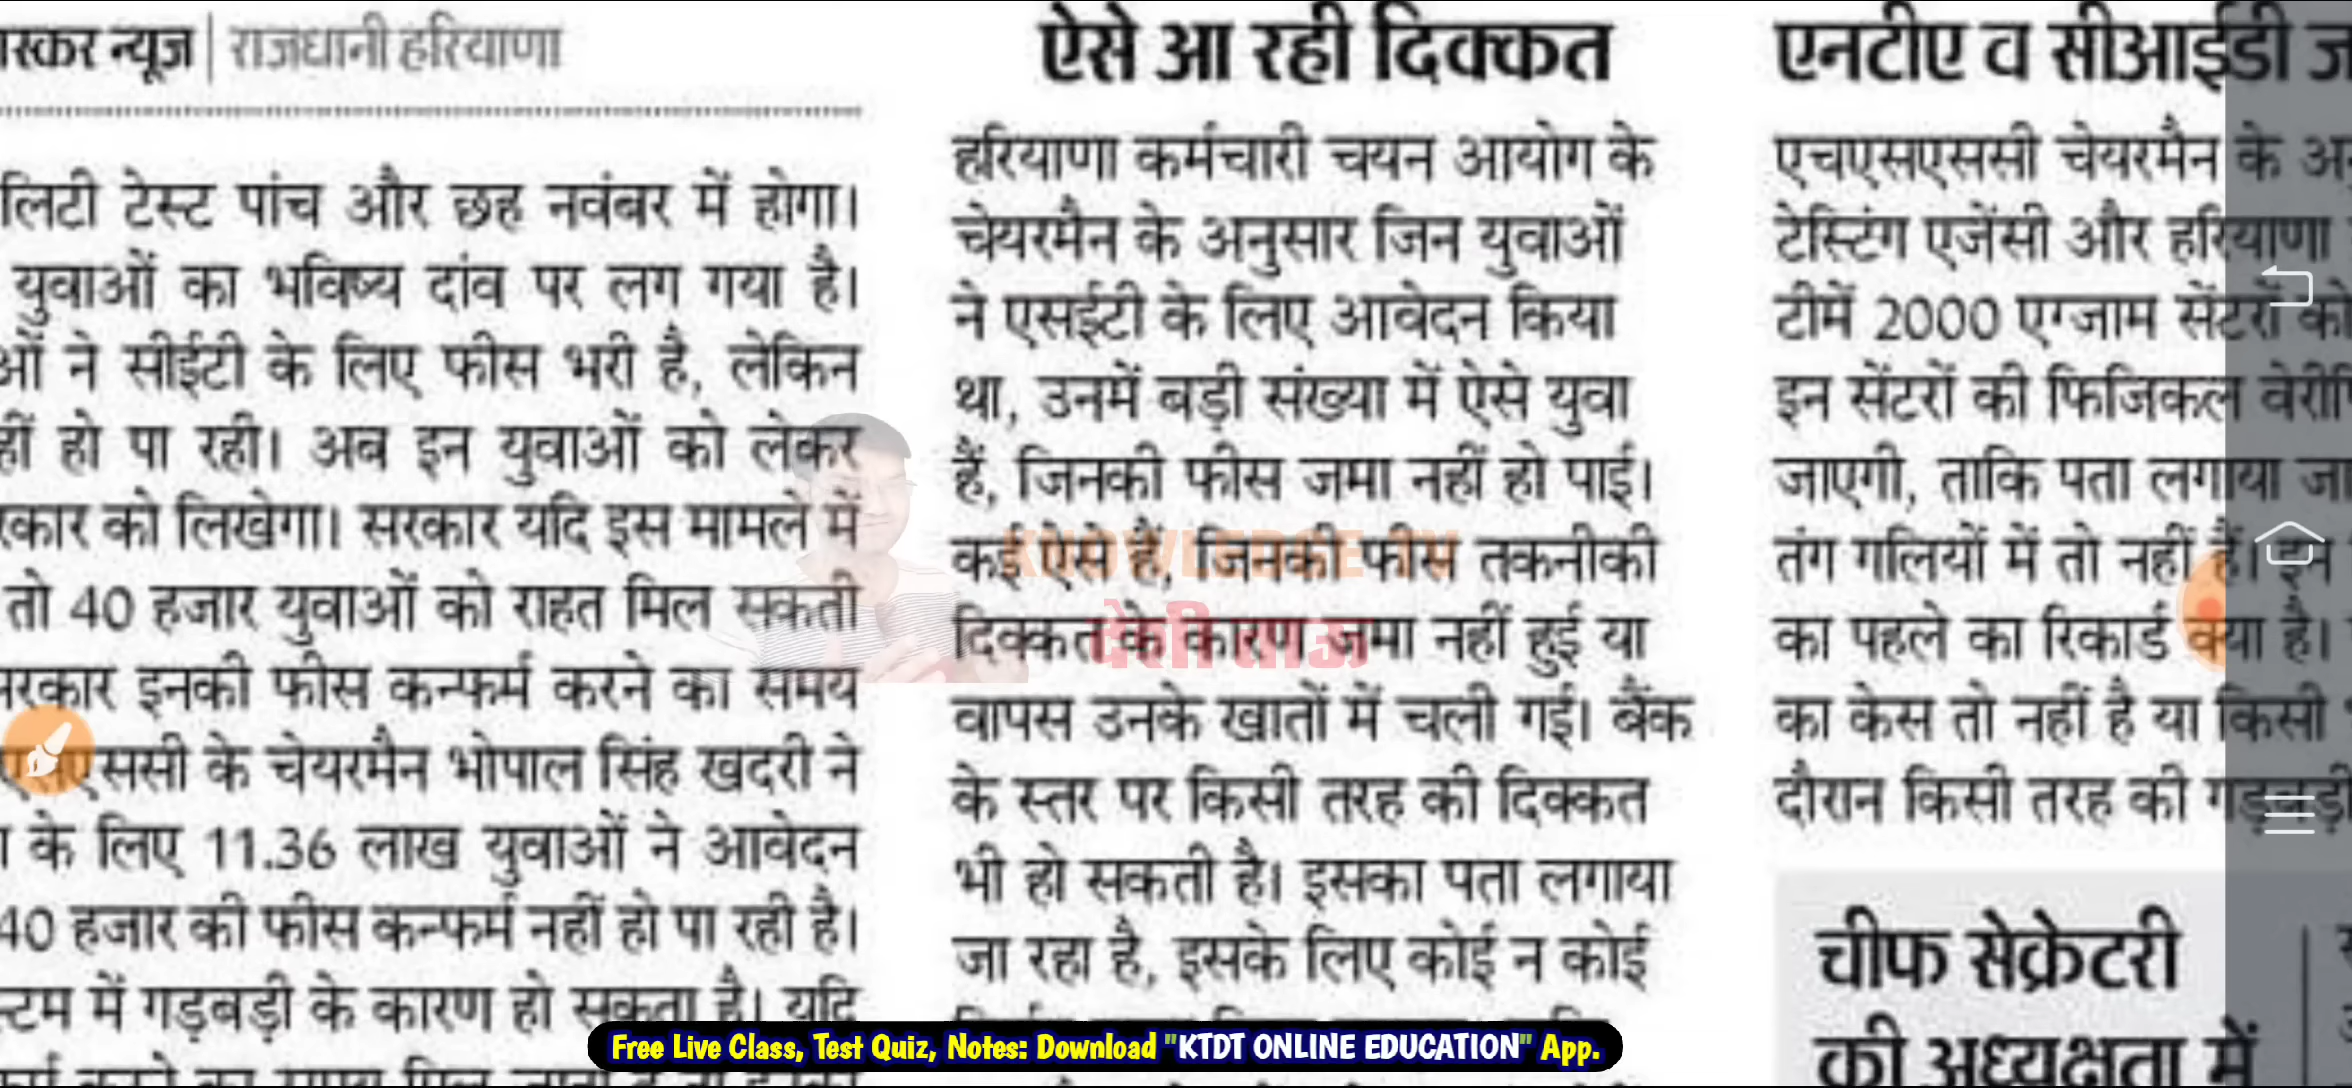 स्कर न्यूज | राजधानी हरियाणा
लिटी टेस्ट पांच और छह नवंबर में होगा।
युवाओं का भविष्य दांव पर लग गया है।
ओं ने सीईटी के लिए फीस भरी है, लेकिन
हीं हो पा रही। अब इन युवाओं को लेकर
रकार को लिखेगा। सरकार यदि इस मामले में
तो 40 हजार युवाओं को राहत मिल सकती
सरकार इनकी फीस कन्फर्म करने का समय
एसएससी के चेयरमैन भोपाल सिंह खदरी ने
के लिए 11.36 लाख युवाओं ने आवेदन
40 हजार की फीस कन्फर्म नहीं हो पा रही है।
स्टम में गड़बड़ी के कारण हो सकता है। यदि
ऐसे आ रही दिक्कत
हरियाणा कर्मचारी चयन आयोग के
चेयरमैन के अनुसार जिन युवाओं
ने एसईटी के लिए आवेदन किया
था, उनमें बड़ी संख्या में ऐसे युवा
हैं, जिनकी फीस जमा नहीं हो पाई।
कई ऐसे हैं, जिनकी फीस तकनीकी
दिक्कत के कारण जमा नहीं हुई या
वापस उनके खातों में चली गई। बैंक
के स्तर पर किसी तरह की दिक्कत
भी हो सकती है। इसका पता लगाया
जा रहा है, इसके लिए कोई न कोई
एनटीए व सीआईडी ज
एचएसएससी चेयरमैन के अ
टेस्टिंग एजेंसी और हरियाणा
टीमें 2000 एग्जाम सेंटरों को
इन सेंटरों की फिजिकल वेरी
जाएगी, ताकि पता लगाया जा
तंग गलियों में तो नहीं हैं। इन
का पहले का रिकार्ड क्या है।
का केस तो नहीं है या किसी
दौरान किसी तरह की गड़बड़ी
चीफ सेक्रेटरी
की अध्यक्षता में
KNOWLEDGE TV
देसी ताऊ
Free Live Class, Test Quiz, Notes: Download "KTDT ONLINE EDUCATION" App.